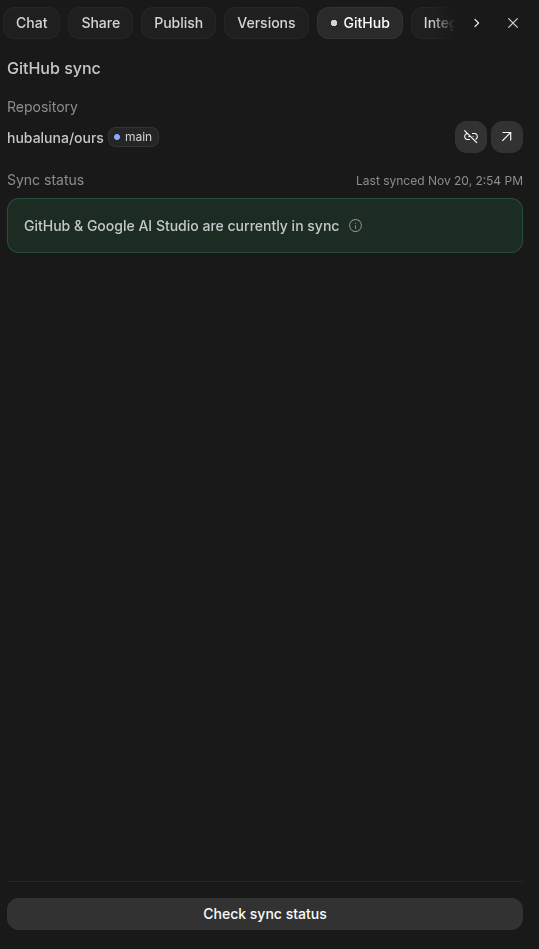 Chat Share Publish Versions GitHub
GitHub sync
Repository
hubaluna/ours main
Sync status Last synced Nov 20, 2:54 PM
GitHub & Google AI Studio are currently in sync
Check sync status